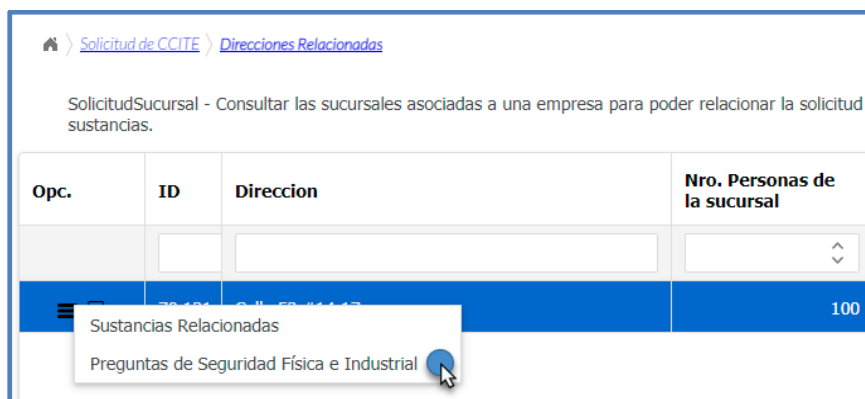 Solicitud de CCITE Direcciones Relacionadas
SolicitudSucursal - Consultar las sucursales asociadas a una empresa para poder relacionar la solicitud
sustancias.
Opc. ID Direccion Nro. Personas de
la sucursal
100
Sustancias Relacionadas
Preguntas de Seguridad Física e Industrial